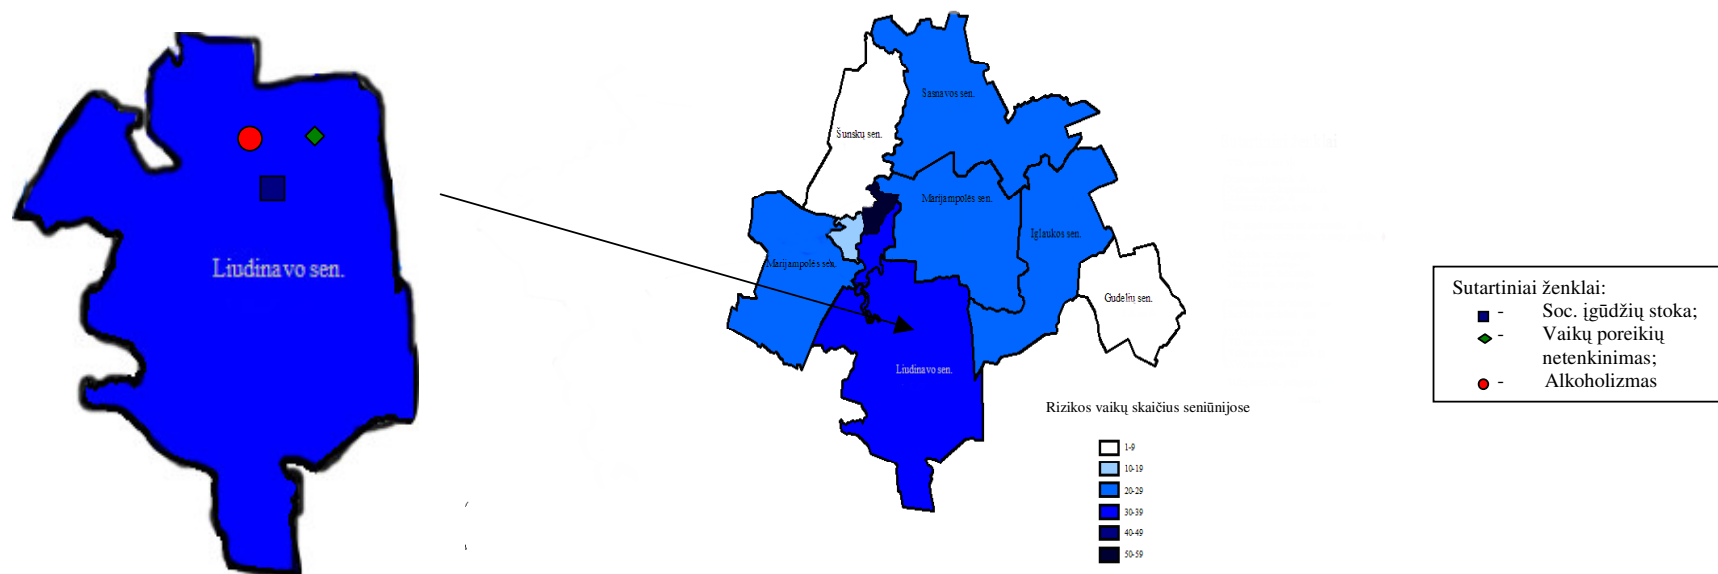 Liudinavo sen.
Sasnavos sen.
Šunskų sen.
Marijampolės sen.
Igliaukos sen.
Marijampolės sen.
Gudelių sen.
Liudinavo sen.
Rizikos vaikų skaičius seniūnijose
1-9
10-19
20-29
30-39
40-49
50-59
Sutartiniai ženklai:
- Soc. įgūdžių stoka;
- Vaikų poreikių
netenkinimas;
- Alkoholizmas